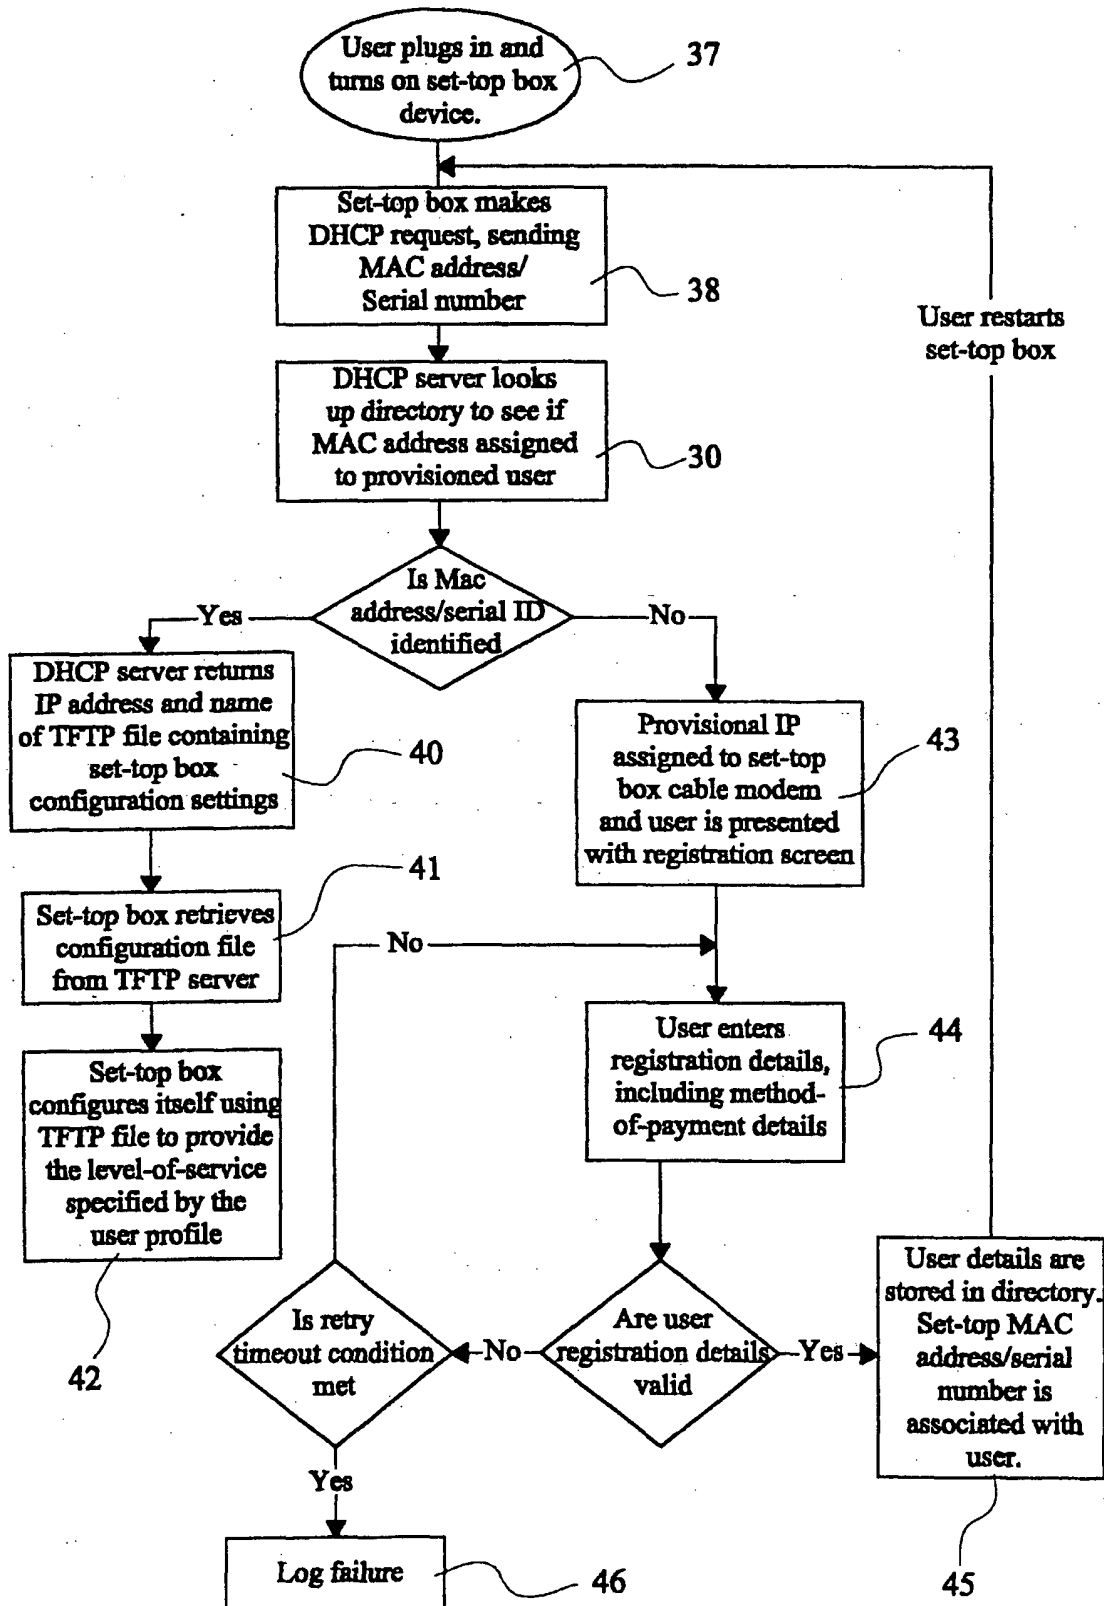 User plugs in and
turns on set-top box
device.
37
Set-top box makes
DHCP request, sending
MAC address/
Serial number
38
User restarts
set-top box
DHCP server looks
up directory to see if
MAC address assigned
to provisioned user
30
Is Mac
address/serial ID
identified
Yes
No
DHCP server returns
IP address and name
of TFTP file containing
set-top box
configuration settings
40
Provisional IP
assigned to set-top
box cable modem
and user is presented
with registration screen
43
Set-top box retrieves
configuration file
from TFTP server
41
No
User enters
registration details,
including method-
of-payment details
44
Set-top box
configures itself using
TFTP file to provide
the level-of-service
specified by the
user profile
42
Is retry
timeout condition
met
No
Are user
registration details
valid
Yes
User details are
stored in directory.
Set-top MAC
address/serial
number is
associated with
user.
45
Yes
Log failure
46